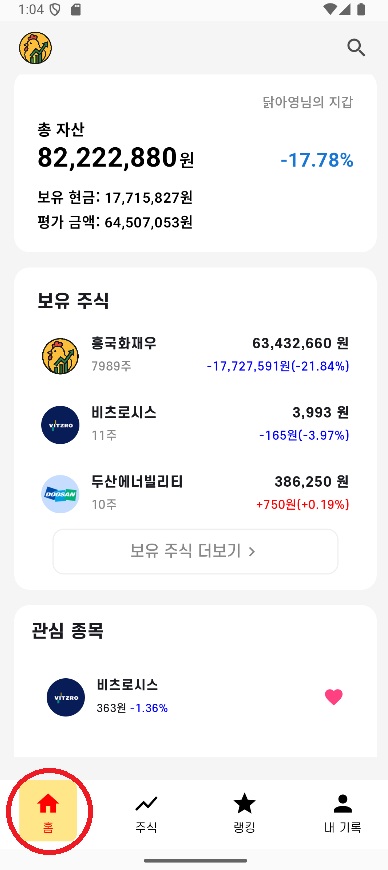 1:04
닭아영님의 지갑
총 자산
82,222,880원
-17.78%
보유 현금: 17,715,827원
평가 금액: 64,507,053원
보유 주식
흥국화재우
63,432,660 원
7989주
-17,727,591원(-21.84%)
비츠로시스
3,993 원
VITZRO
11주
-165원(-3.97%)
두산에너빌리티
386,250 원
DOOSAN
10주
+750원(+0.19%)
보유 주식 더보기 >
관심 종목
비츠로시스
VITZRO
363원 -1.36%
홈
주식
랭킹
내 기록